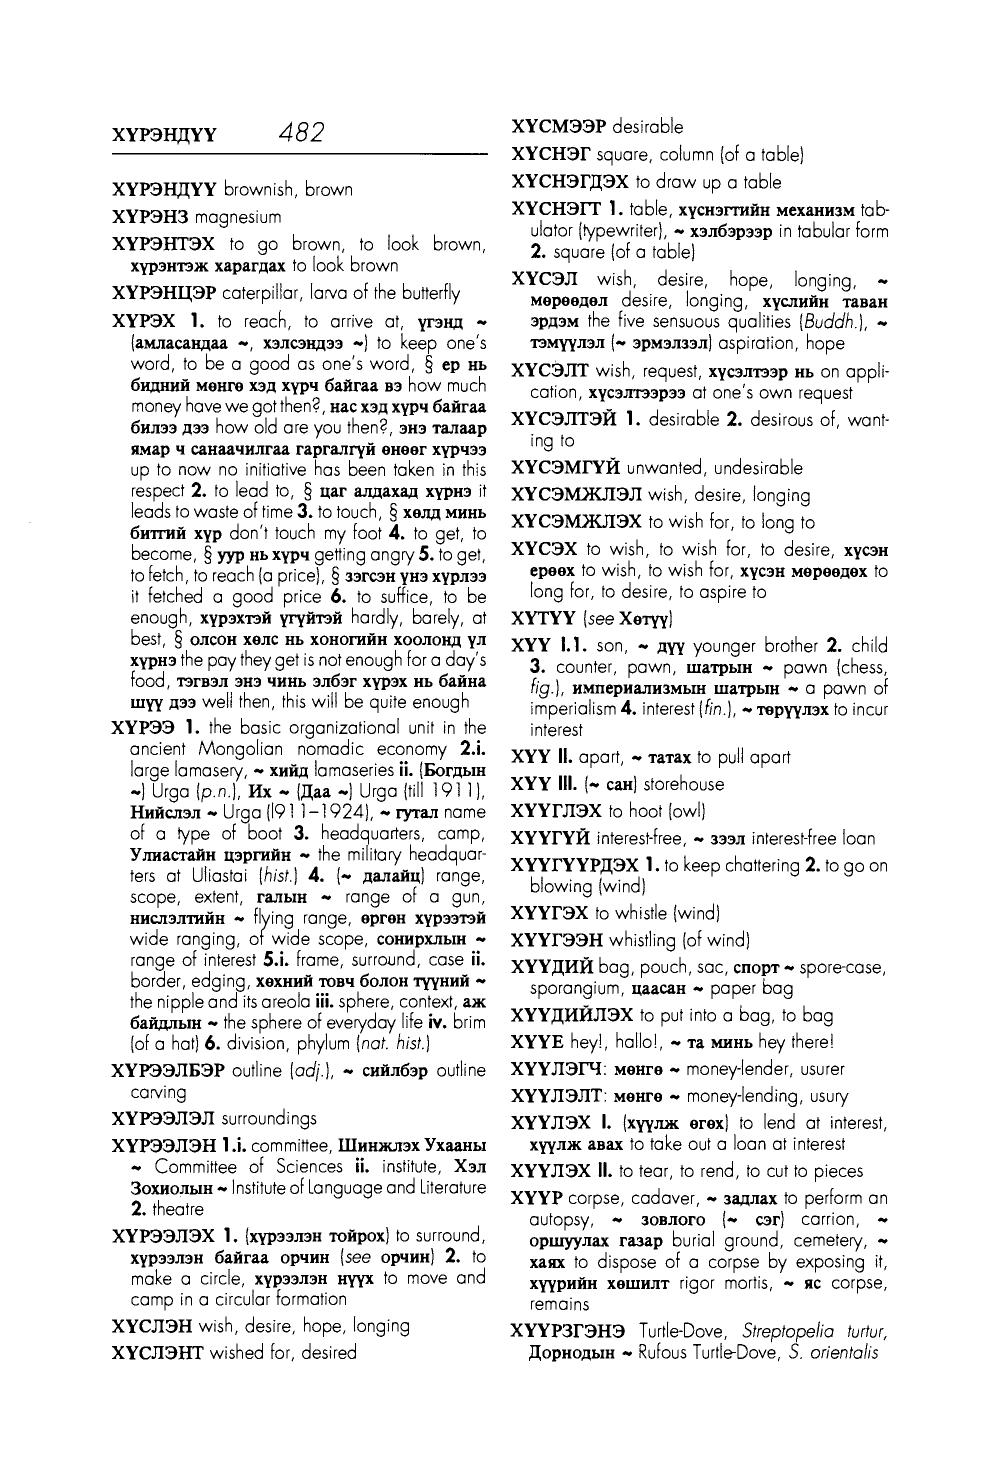 ХҮРЭНДҮҮ 482
ХҮРЭНДҮҮ brownish, brown
ХҮРЭНЗ magnesium
ХҮРЭНТЭХ to go brown, to look brown,
хүрэнтэж харагдах to look brown
ХҮРЭНЦЭР caterpillar, larva of the butterfly
ХҮРЭХ 1. to reach, to arrive at, үгэнд ~
(амласандаа ~, хэлсэндээ ~) to keep one's
word, to be a good as one's word, § ер нь
бидний мөнгө хэд хүрч байгаа вэ how much
money have we got then?, нас хэд хүрч байгаа
билээ дээ how old are you then?, энэ талаар
ямар ч санаачилгаа гаргалгүй өнөөг хүрчээ
up to now no initiative has been taken in this
respect 2. to lead to, § цаг алдахад хүрнэ it
leads to waste of time 3. to touch, § хөлд минь
битгий хүр don't touch my foot 4. to get, to
become, § уур нь хүрч getting angry 5. to get,
to fetch, to reach (a price), § зэгсэн үнэ хүрлээ
it fetched a good price 6. to suffice, to be
enough, хүрэхтэй үгүйтэй hardly, barely, at
best, § олсон хөлс нь хоногийн хоолонд үл
хүрнэ the pay they get is not enough for a day's
food, тэгвэл энэ чинь элбэг хүрэх нь байна
шүү дээ well then, this will be quite enough
ХҮРЭЭ 1. the basic organizational unit in the
ancient Mongolian nomadic economy 2.i.
large lamasery, ~ хийд lamaseries ii. (Богдын
~) Urga (p.n.), Их ~ (Даа ~) Urga (till 1911),
Нийслэл ~ Urga (l911–1924), ~ гутал name
of a type of boot 3. headquarters, camp,
Улиастайн цэргийн ~ the military headquar-
ters at Uliastai (hist.) 4. (~ далайц) range,
scope, extent, галын ~ range of a gun,
нислэлтийн ~ flying range, өргөн хүрээтэй
wide ranging, of wide scope, сонирхлын ~
range of interest 5.i. frame, surround, case ii.
border, edging, хөхний товч болон түүний ~
the nipple and its areola iii. sphere, context, аж
байдлын ~ the sphere of everyday life iv. brim
(of a hat) 6. division, phylum (nat. hist.)
ХҮРЭЭЛБЭР outline (adj.), ~ сийлбэр outline
carving
ХҮРЭЭЛЭЛ surroundings
ХҮРЭЭЛЭН 1.i. committee, Шинжлэх Ухааны
~ Committee of Sciences ii. institute, Хэл
Зохиолын ~ Institute of Language and Literature
2. theatre
ХҮРЭЭЛЭХ 1. (хүрээлэн тойрох) to surround,
хүрээлэн байгаа орчин (see орчин) 2. to
make a circle, хүрээлэн нүүх to move and
camp in a circular formation
ХҮСЛЭН wish, desire, hope, longing
ХҮСЛЭНТ wished for, desired
ХҮСМЭЭР desirable
ХҮСНЭГ square, column (of a table)
ХҮСНЭГДЭХ to draw up a table
ХҮСНЭГТ 1. table, хүснэгтийн механизм tab-
ulator (typewriter), ~ хэлбэрээр in tabular form
2. square (of a table)
ХҮСЭЛ wish, desire, hope, longing, ~
мөрөөдөл desire, longing, хүслийн таван
эрдэм the five sensuous qualities (Buddh.), ~
тэмүүлэл (~ эрмэлзэл) aspiration, hope
ХҮСЭЛТ wish, request, хүсэлтээр нь on appli-
cation, хүсэлтээрээ at one's own request
ХҮСЭЛТЭЙ 1. desirable 2. desirous of, want-
ing to
ХҮСЭМГҮЙ unwanted, undesirable
ХҮСЭМЖЛЭЛ wish, desire, longing
ХҮСЭМЖЛЭХ to wish for, to long to
ХҮСЭХ to wish, to wish for, to desire, хүсэн
ерөөх to wish, to wish for, хүсэн мөрөөдөх to
long for, to desire, to aspire to
ХҮТҮҮ (see Хөтүү)
ХҮҮ I.1. son, ~ дүү younger brother 2. child
3. counter, pawn, шатрын ~ pawn (chess,
fig.), империализмын шатрын ~ a pawn of
imperialism 4. interest (fin.), ~ төрүүлэх to incur
interest
ХҮҮ II. apart, ~ татах to pull apart
ХҮҮ III. (~ сан) storehouse
ХҮҮГЛЭХ to hoot (owl)
ХҮҮГҮЙ interest-free, ~ зээл interest-free loan
ХҮҮГҮҮРДЭХ 1. to keep chattering 2. to go on
blowing (wind)
ХҮҮГЭХ to whistle (wind)
ХҮҮГЭЭН whistling (of wind)
ХҮҮДИЙ bag, pouch, sac, спорт ~ spore-case,
sporangium, цаасан ~ paper bag
ХҮҮДИЙЛЭХ to put into a bag, to bag
ХҮҮЕ hey!, hallo!, ~ та минь hey there!
ХҮҮЛЭГЧ: мөнгө ~ money-lender, usurer
ХҮҮЛЭЛТ: мөнгө ~ money-lending, usury
ХҮҮЛЭХ I. (хүүлж өгөх) to lend at interest,
хүүлж авах to take out a loan at interest
ХҮҮЛЭХ II. to tear, to rend, to cut to pieces
ХҮҮР corpse, cadaver, ~ задлах to perform an
autopsy, ~ зовлого (~ сэг) carrion, ~
оршуулах газар burial ground, cemetery, ~
хаях to dispose of a corpse by exposing it,
хүүрийн хөшилт rigor mortis, ~ яс corpse,
remains
ХҮҮРЗГЭНЭ Turtle-Dove, Streptopelia turtur,
Дорнодын ~ Rufous Turtle-Dove, S. orientalis